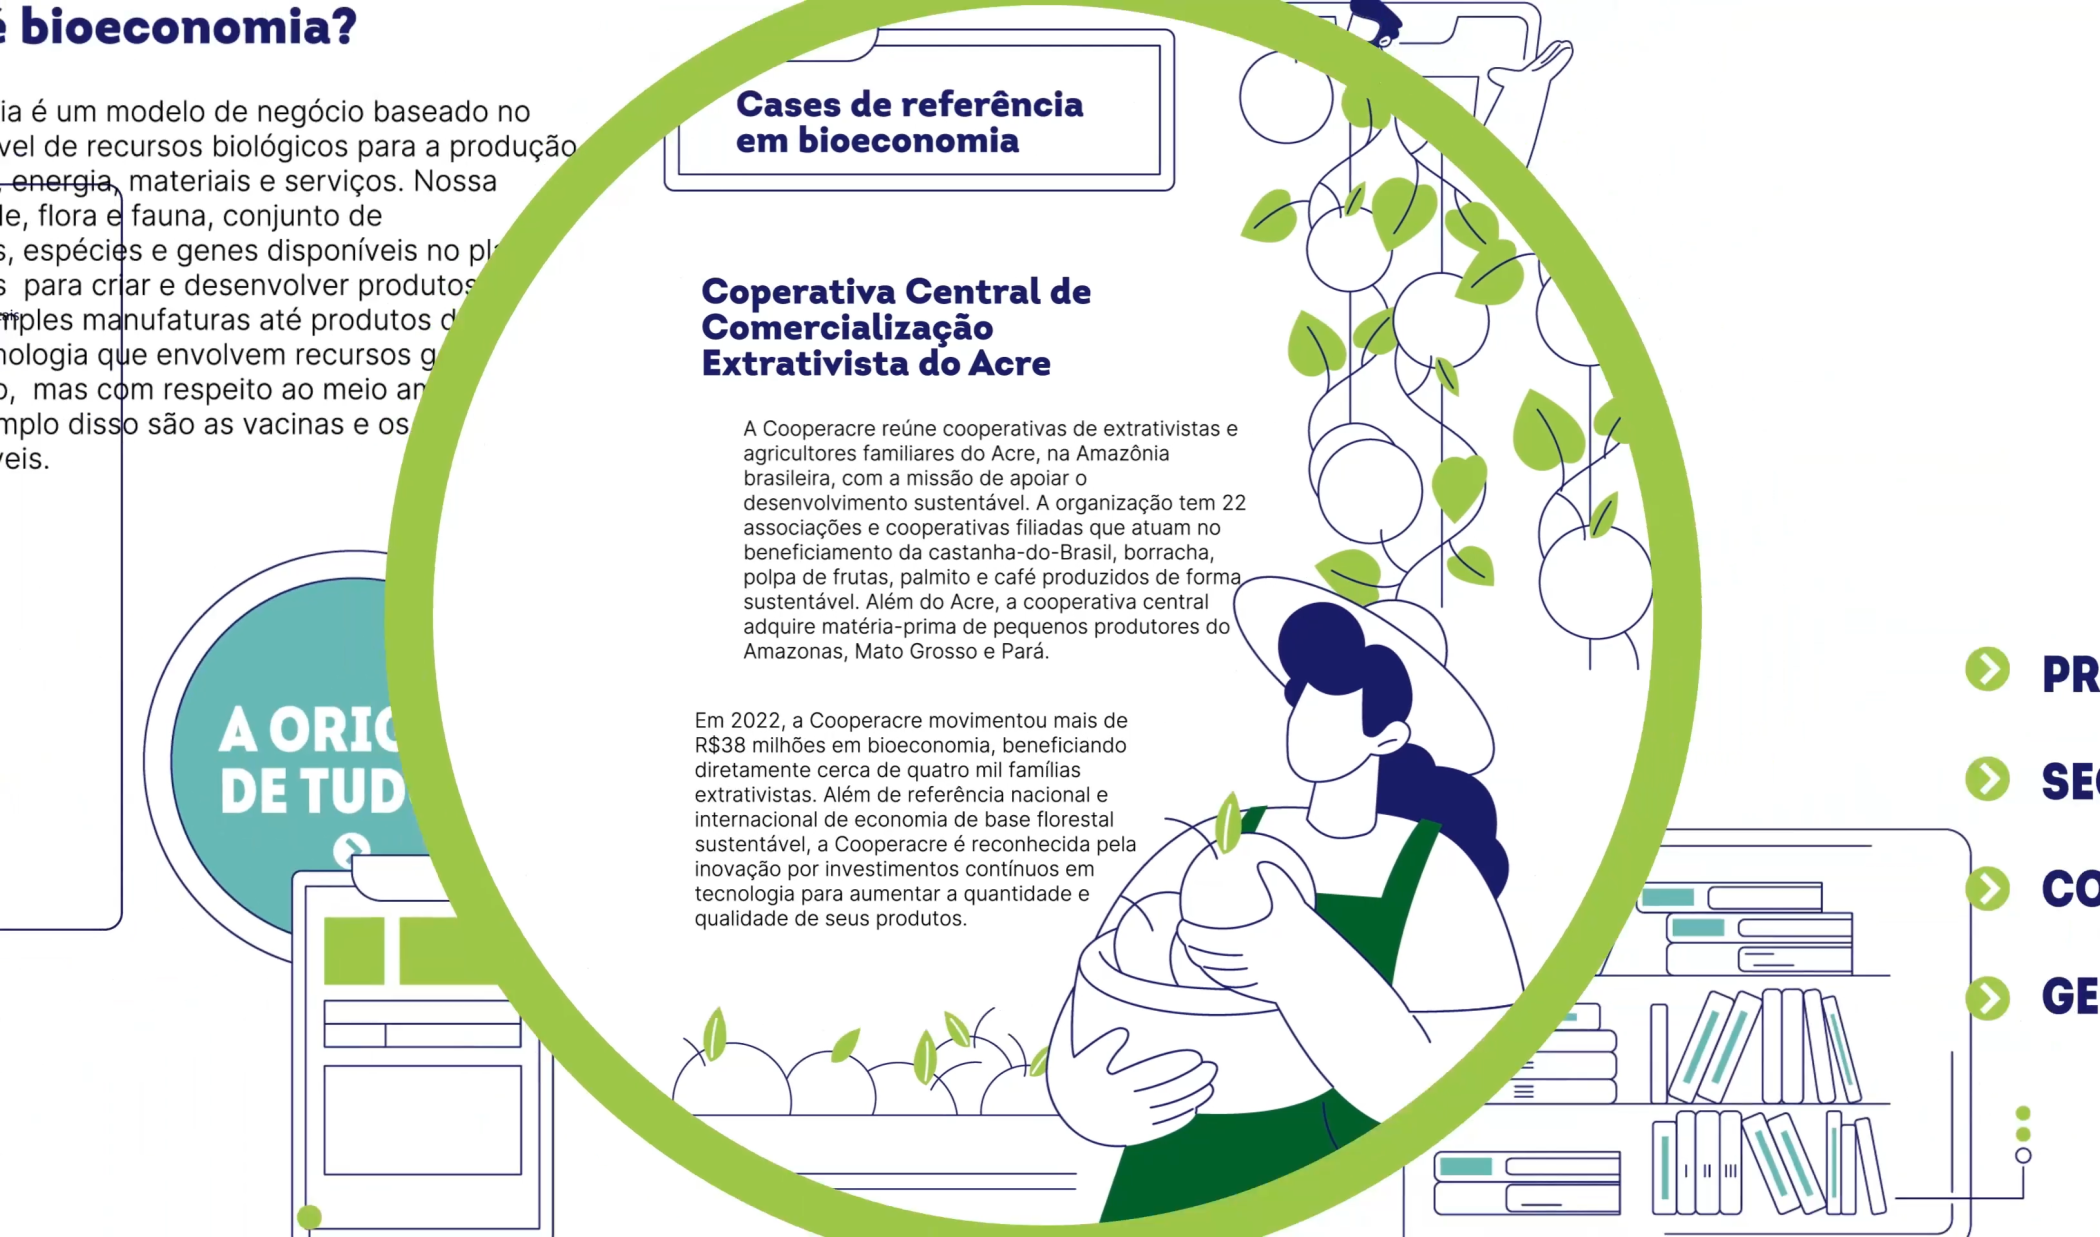 é bioeconomia?
ia é um modelo de negócio baseado no
vel de recursos biológicos para a produção
, energia, materiais e serviços. Nossa
de, flora e fauna, conjunto de
s, espécies e genes disponíveis no pla
s para criar e desenvolver produtos
mples manufaturas até produtos d
nologia que envolvem recursos g
o, mas com respeito ao meio am
mplo disso são as vacinas e os
veis.
A ORIG
DE TUD
Cases de referência
em bioeconomia
Coperativa Central de
Comercialização
Extrativista do Acre
A Cooperacre reúne cooperativas de extrativistas e
agricultores familiares do Acre, na Amazônia
brasileira, com a missão de apoiar o
desenvolvimento sustentável. A organização tem 22
associações e cooperativas filiadas que atuam no
beneficiamento da castanha-do-Brasil, borracha,
polpa de frutas, palmito e café produzidos de forma
sustentável. Além do Acre, a cooperativa central
adquire matéria-prima de pequenos produtores do
Amazonas, Mato Grosso e Pará.
Em 2022, a Cooperacre movimentou mais de
R$38 milhões em bioeconomia, beneficiando
diretamente cerca de quatro mil famílias
extrativistas. Além de referência nacional e
internacional de economia de base florestal
sustentável, a Cooperacre é reconhecida pela
inovação por investimentos contínuos em
tecnologia para aumentar a quantidade e
qualidade de seus produtos.
PR
SEG
CO
GE